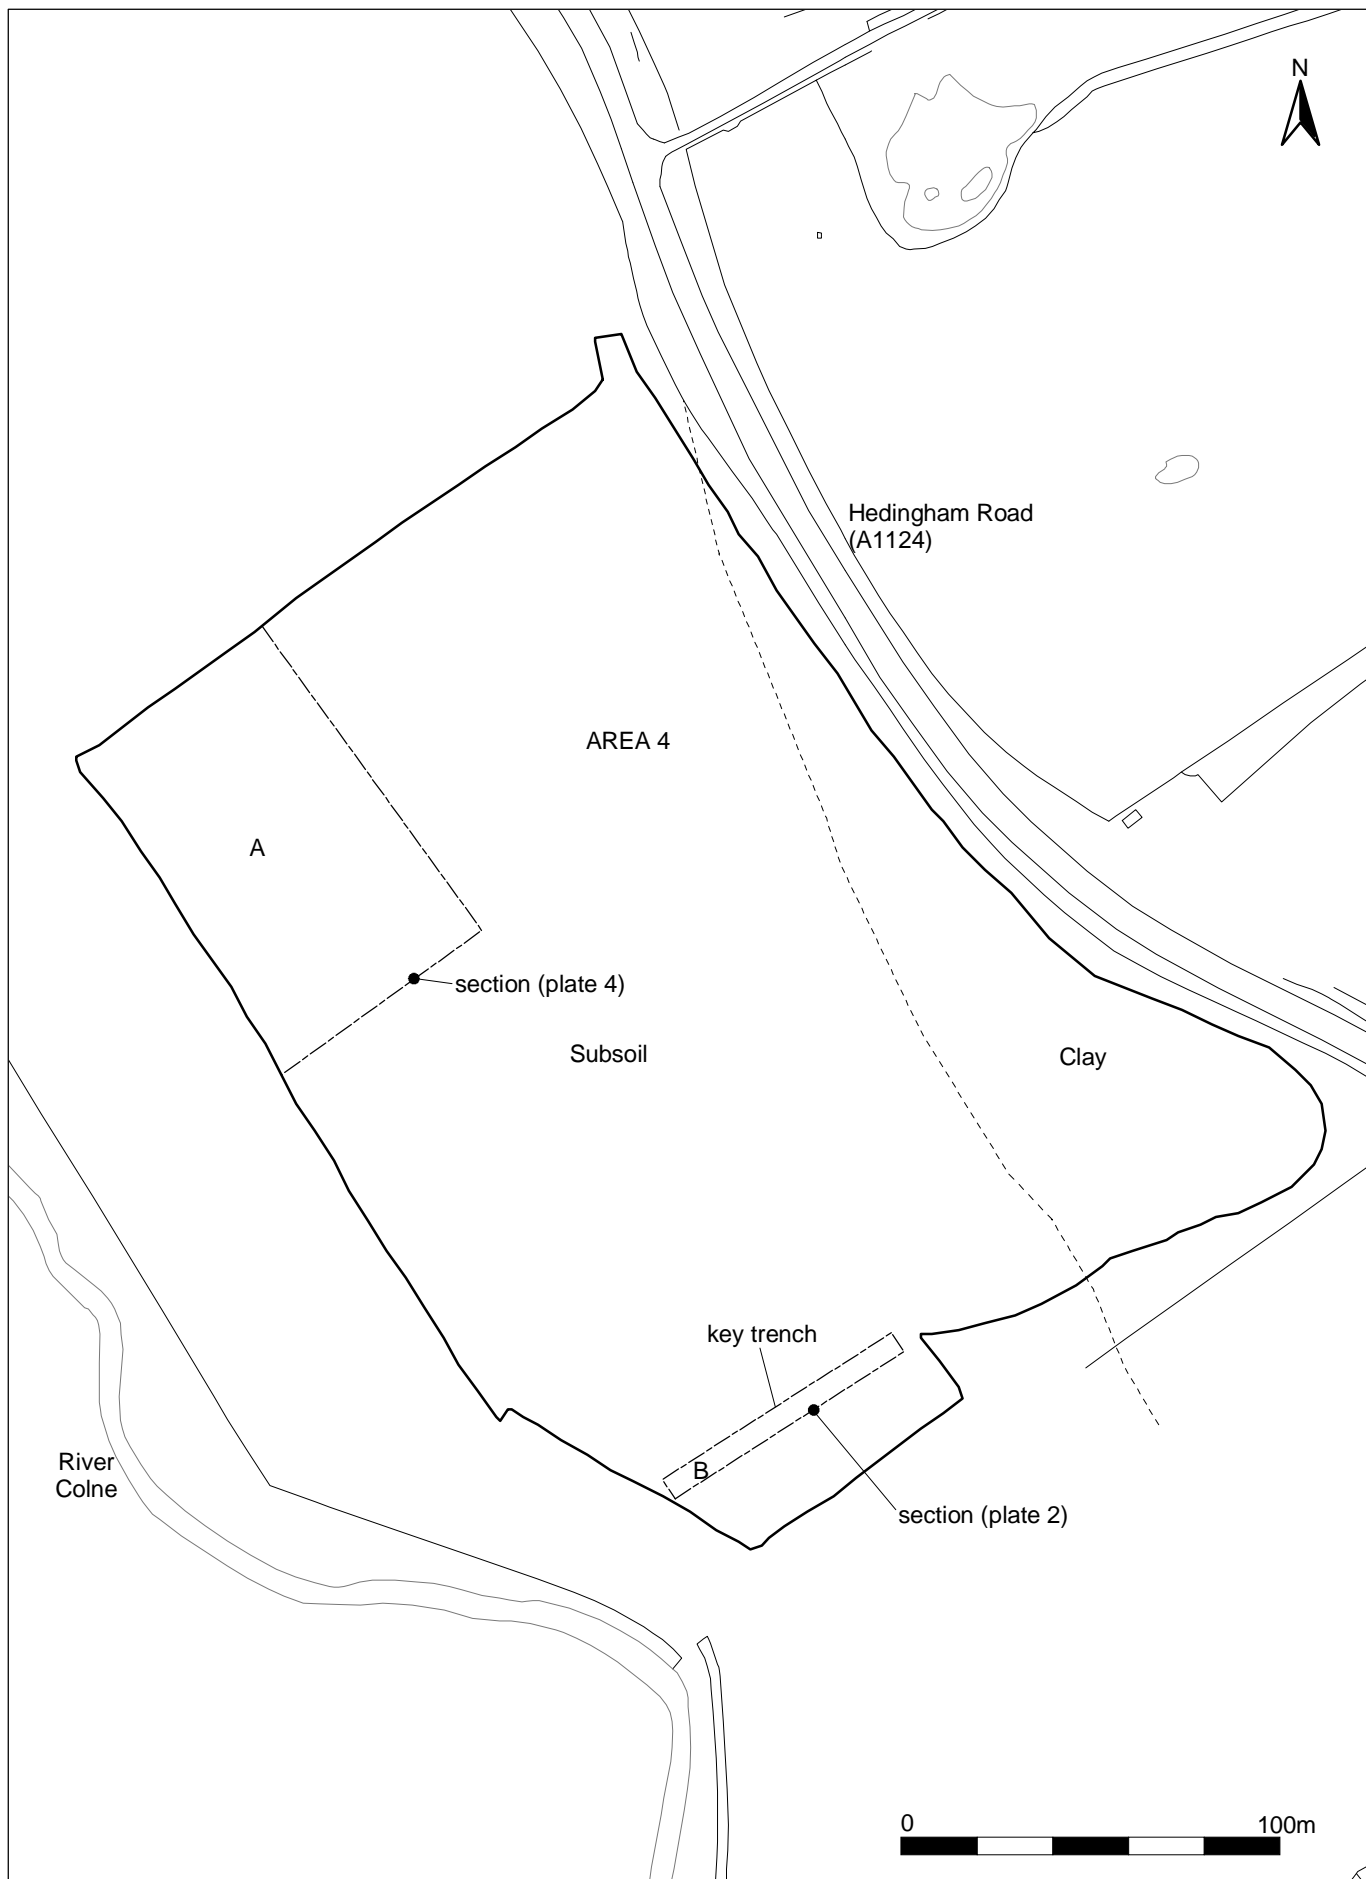 N
Hedingham Road
(A1124)
AREA 4
A
section (plate 4)
Subsoil
Clay
key trench
B
River
Colne
section (plate 2)
0
100m